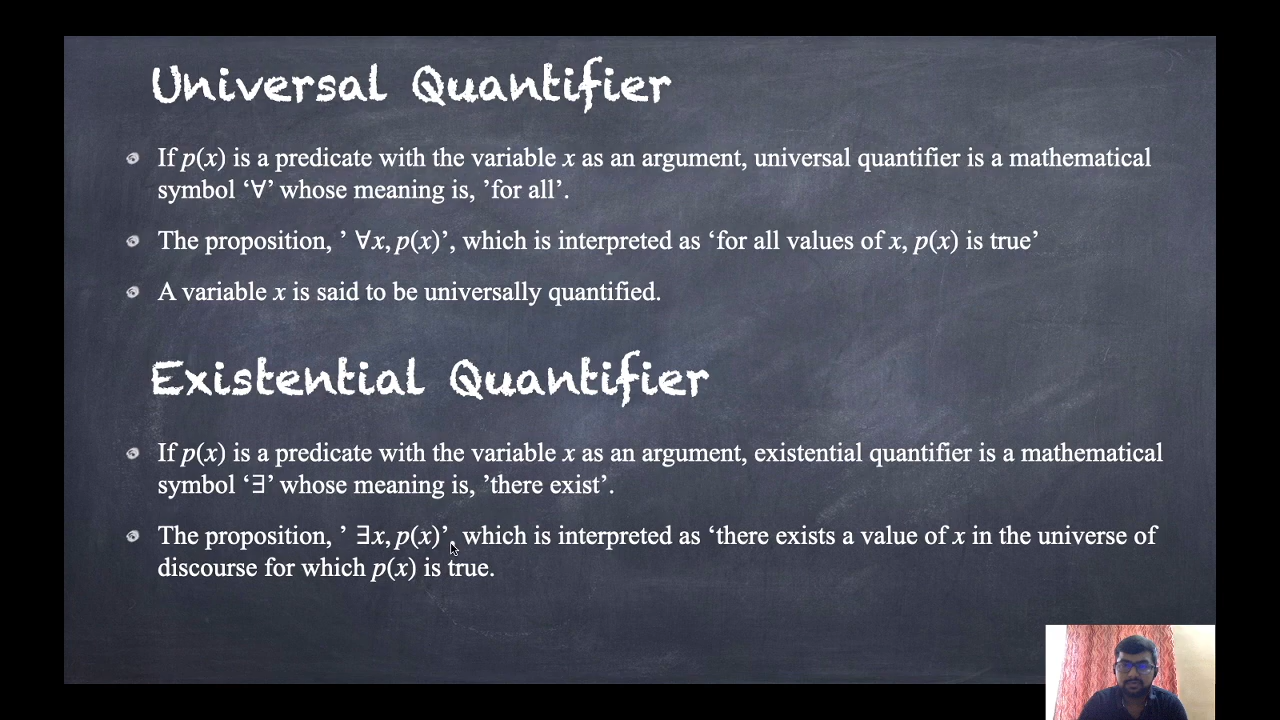 Universal Quantifier
If p(x) is a predicate with the variable x as an argument, universal quantifier is a mathematical
symbol ‘∀’ whose meaning is, ’for all’.
The proposition, ’ ∀x, p(x)’, which is interpreted as ‘for all values of x, p(x) is true’
A variable x is said to be universally quantified.
Existential Quantifier
If p(x) is a predicate with the variable x as an argument, existential quantifier is a mathematical
symbol ‘∃’ whose meaning is, ’there exist’.
The proposition, ’ ∃x, p(x)’, which is interpreted as ‘there exists a value of x in the universe of
discourse for which p(x) is true.